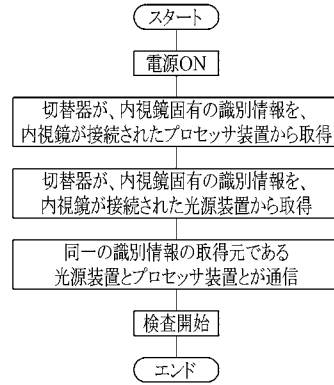 スタート
電源ON
切替器が、内視鏡固有の識別情報を、
内視鏡が接続されたプロセッサ装置から取得
切替器が、内視鏡固有の識別情報を、
内視鏡が接続された光源装置から取得
同一の識別情報の取得元である
光源装置とプロセッサ装置とが通信
検査開始
エンド